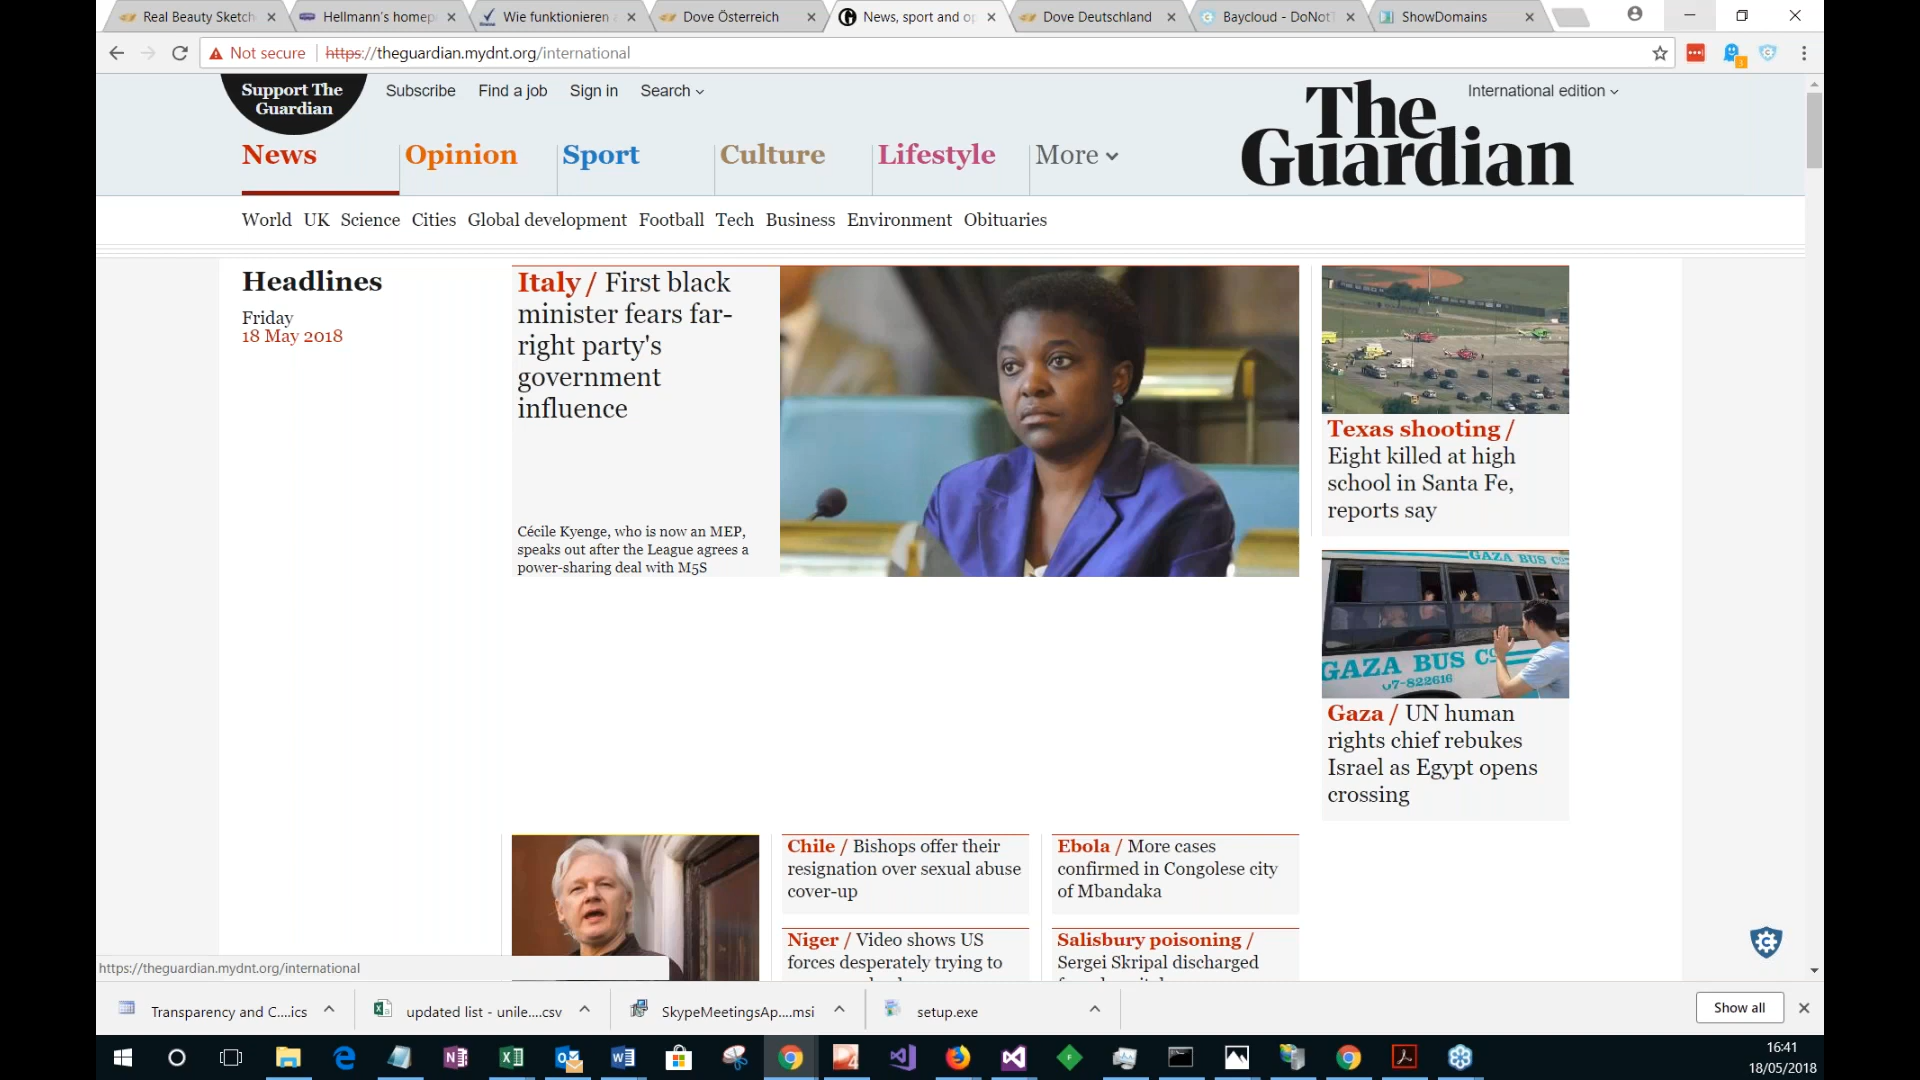 Real Beauty Sketch
Hellmann's homep
Wie funktionieren
Dove Österreich
News, sport and op
Dove Deutschland
Baycloud - DoNotT
ShowDomains
Not secure
https://theguardian.mydnt.org/international
Support The
Guardian
Subscribe
Find a job
Sign in
Search
International edition
The
Guardian
News
Opinion
Sport
Culture
Lifestyle
More
World UK Science Cities Global development Football Tech Business Environment Obituaries
Headlines
Friday
18 May 2018
Italy / First black
minister fears far-
right party's
government
influence
Cécile Kyenge, who is now an MEP,
speaks out after the League agrees a
power-sharing deal with M5S
Texas shooting /
Eight killed at high
school in Santa Fe,
reports say
GAZA BUS
GAZA BUS Cº
07-822616
Gaza / UN human
rights chief rebukes
Israel as Egypt opens
crossing
Chile / Bishops offer their
resignation over sexual abuse
cover-up
Ebola / More cases
confirmed in Congolese city
of Mbandaka
Niger / Video shows US
forces desperately trying to
Salisbury poisoning /
Sergei Skripal discharged
https://theguardian.mydnt.org/international
Transparency and C....ics
updated list - unile....csv
SkypeMeetingsAp....msi
setup.exe
Show all
16:41
18/05/2018